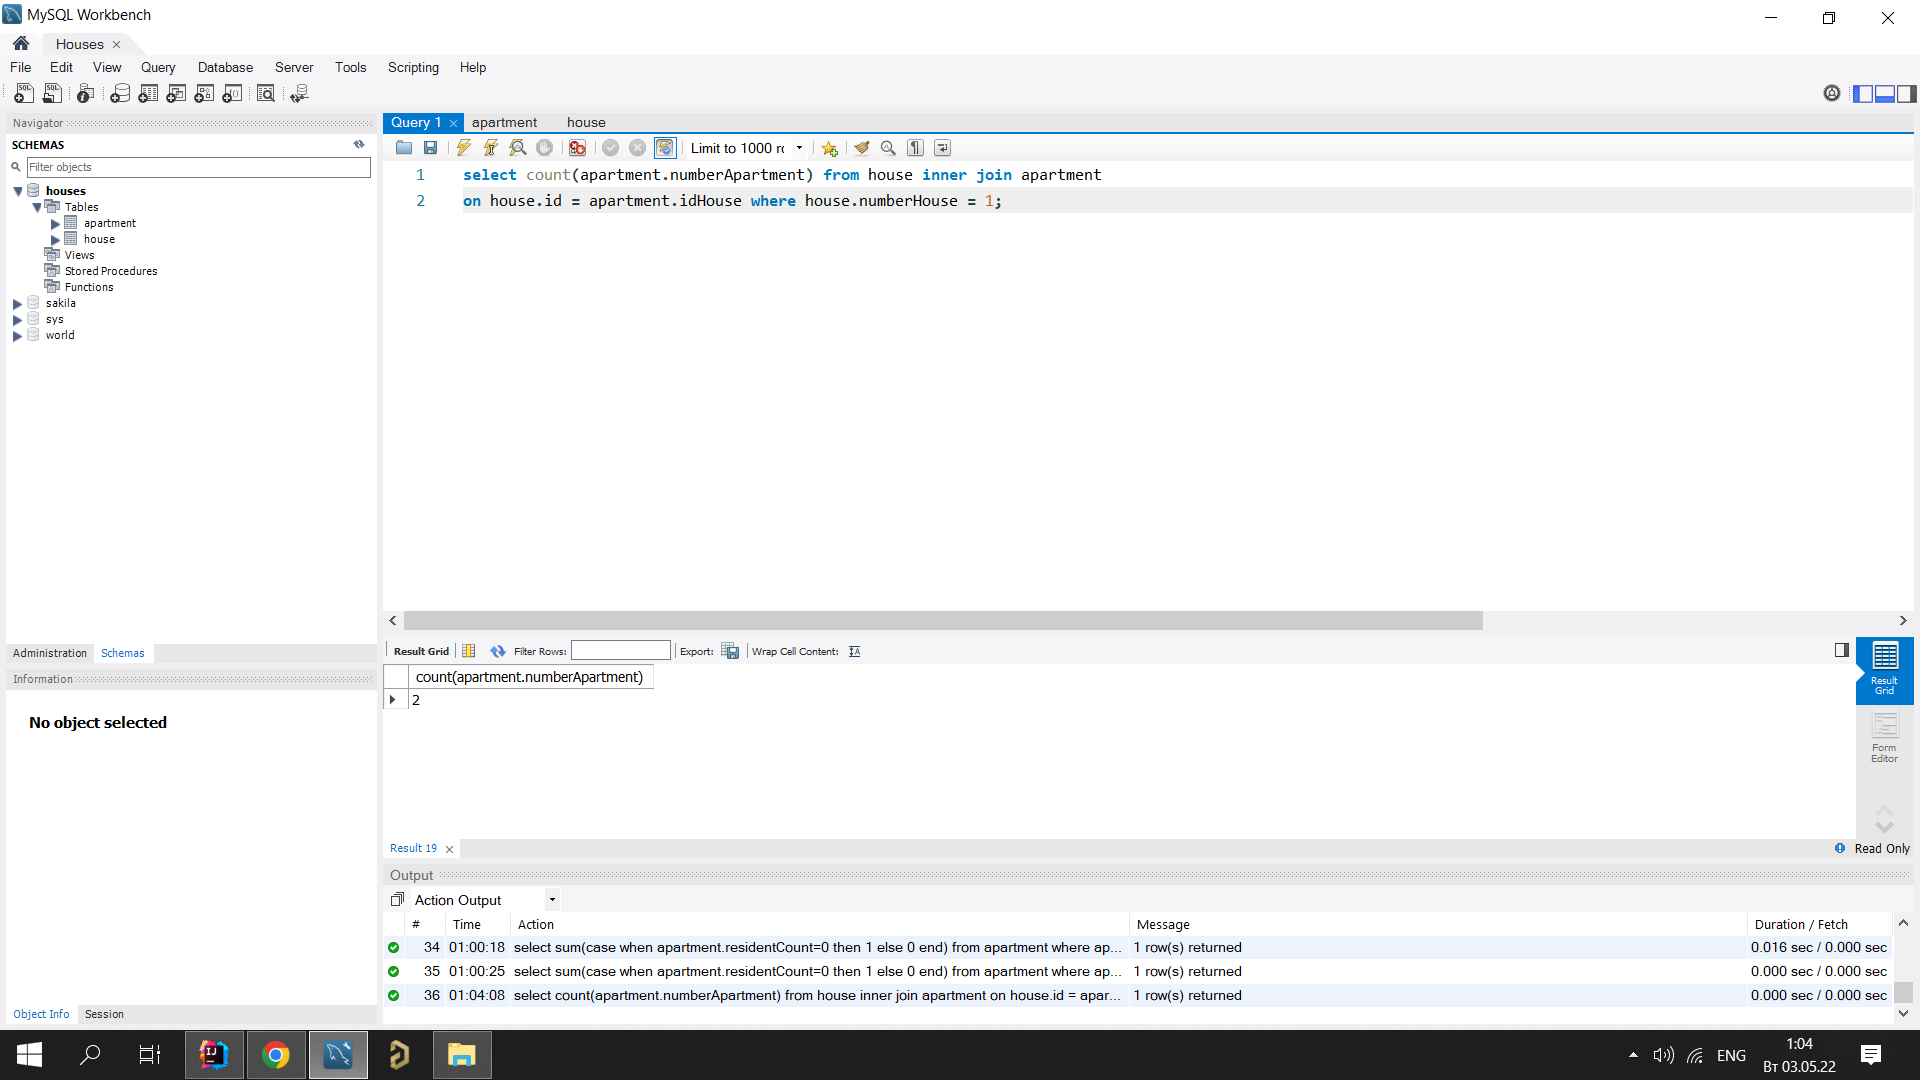 MySQL Workbench
Houses
File Edit View Query Database Server Tools Scripting Help
Navigator
SCHEMAS
Filter objects
houses
Tables
apartment
house
Views
Stored Procedures
Functions
sakila
sys
world
Administration Schemas
Information
No object selected
Object Info Session
Query 1 apartment house
Limit to 1000 rc
1 select count(apartment.numberApartment) from house inner join apartment
2 on house.id = apartment.idHouse where house.numberHouse = 1;
Result Grid Filter Rows: Export: Wrap Cell Content:
count(apartment.numberApartment)
2
Result Grid
Form Editor
Result 19
Read Only
Output
Action Output
# Time Action Message Duration / Fetch
34 01:00:18 select sum(case when apartment.residentCount=0 then 1 else 0 end) from apartment where ap... 1 row(s) returned 0.016 sec / 0.000 sec
35 01:00:25 select sum(case when apartment.residentCount=0 then 1 else 0 end) from apartment where ap... 1 row(s) returned 0.000 sec / 0.000 sec
36 01:04:08 select count(apartment.numberApartment) from house inner join apartment on house.id = apar... 1 row(s) returned 0.000 sec / 0.000 sec
ENG
1:04
Вт 03.05.22